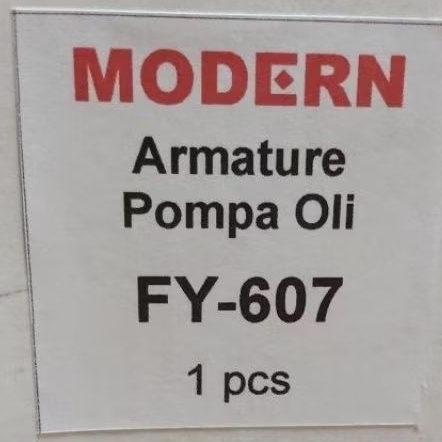 MODERN
Armature
Pompa Oli
FY-607
1 pcs